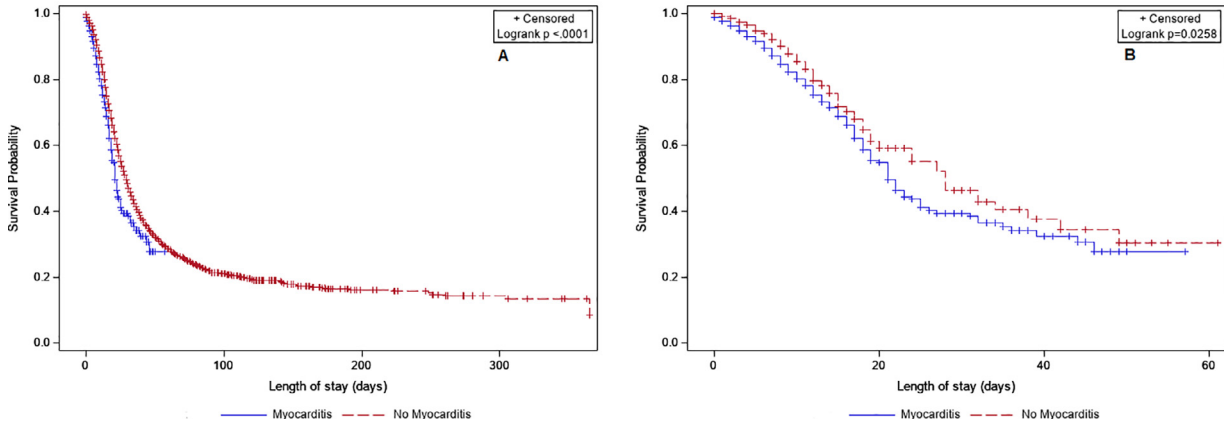 + Censored
Logrank p <.0001
A
1.0
0.8
0.6
0.4
0.2
0.0
Survival Probability
0 100 200 300
Length of stay (days)
Myocarditis No Myocarditis
+ Censored
Logrank p=0.0258
B
1.0
0.8
0.6
0.4
0.2
0.0
Survival Probability
0 20 40 60
Length of stay (days)
Myocarditis No Myocarditis